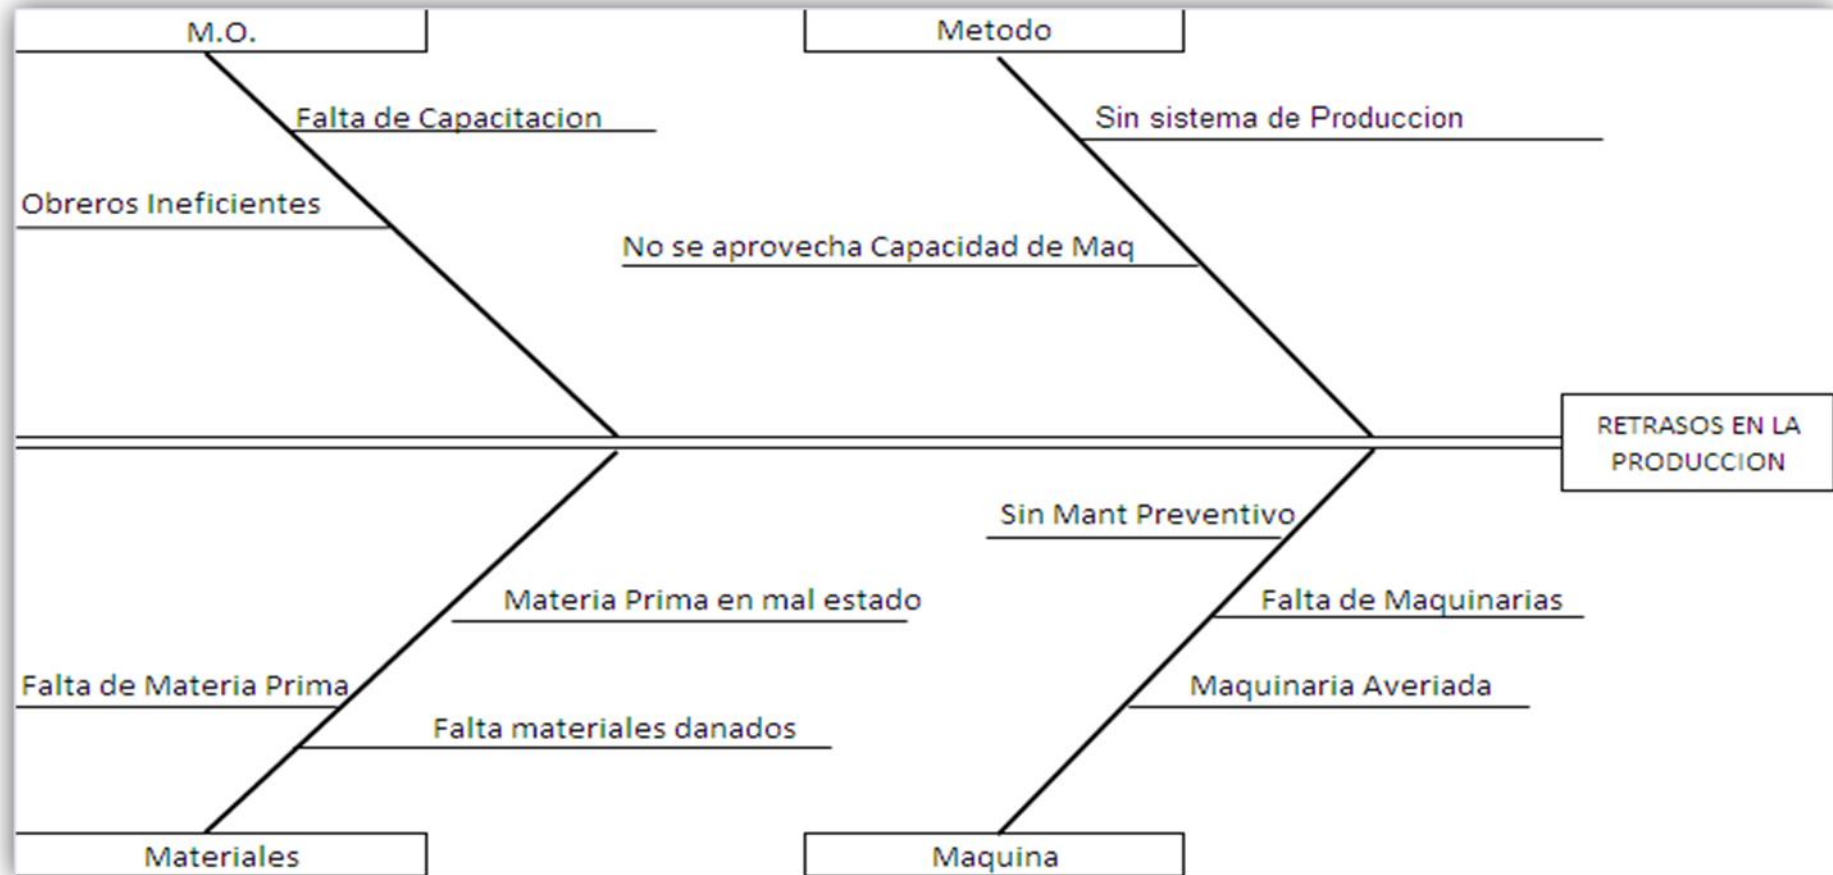 M.O.
Metodo
Falta de Capacitacion
Sin sistema de Produccion
Obreros Ineficientes
No se aprovecha Capacidad de Maq
RETRASOS EN LA
PRODUCCION
Sin Mant Preventivo
Materia Prima en mal estado
Falta de Maquinarias
Falta de Materia Prima
Maquinaria Averiada
Falta materiales danados
Materiales
Maquina